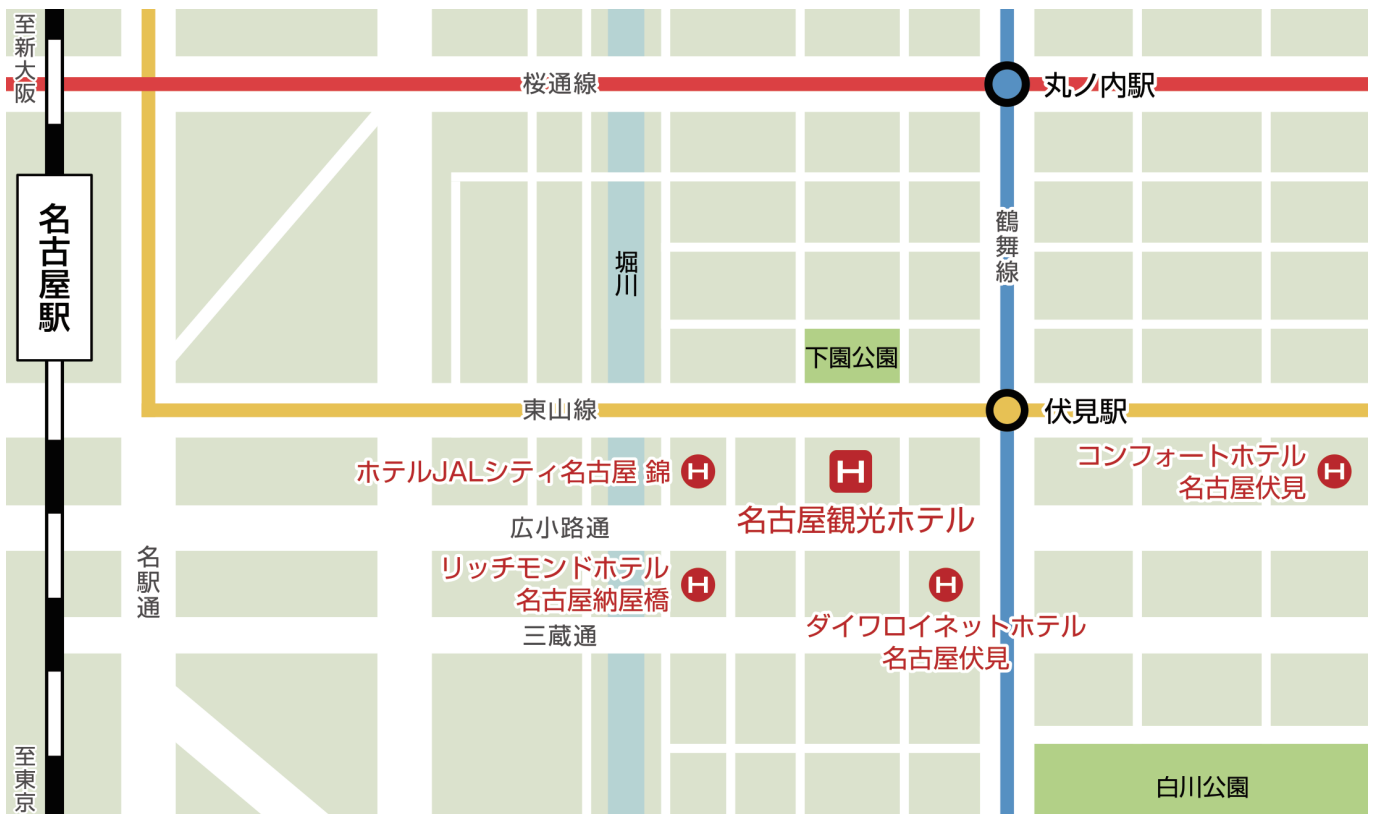 至新大阪
桜通線
丸ノ内駅
名古屋駅
鶴舞線
堀川
下園公園
東山線
伏見駅
ホテルJALシティ名古屋 錦
H
H
名古屋観光ホテル
コンフォートホテル
名古屋伏見
H
広小路通
名駅通
リッチモンドホテル
名古屋納屋橋
H
H
ダイワロイネットホテル
名古屋伏見
三蔵通
至東京
白川公園